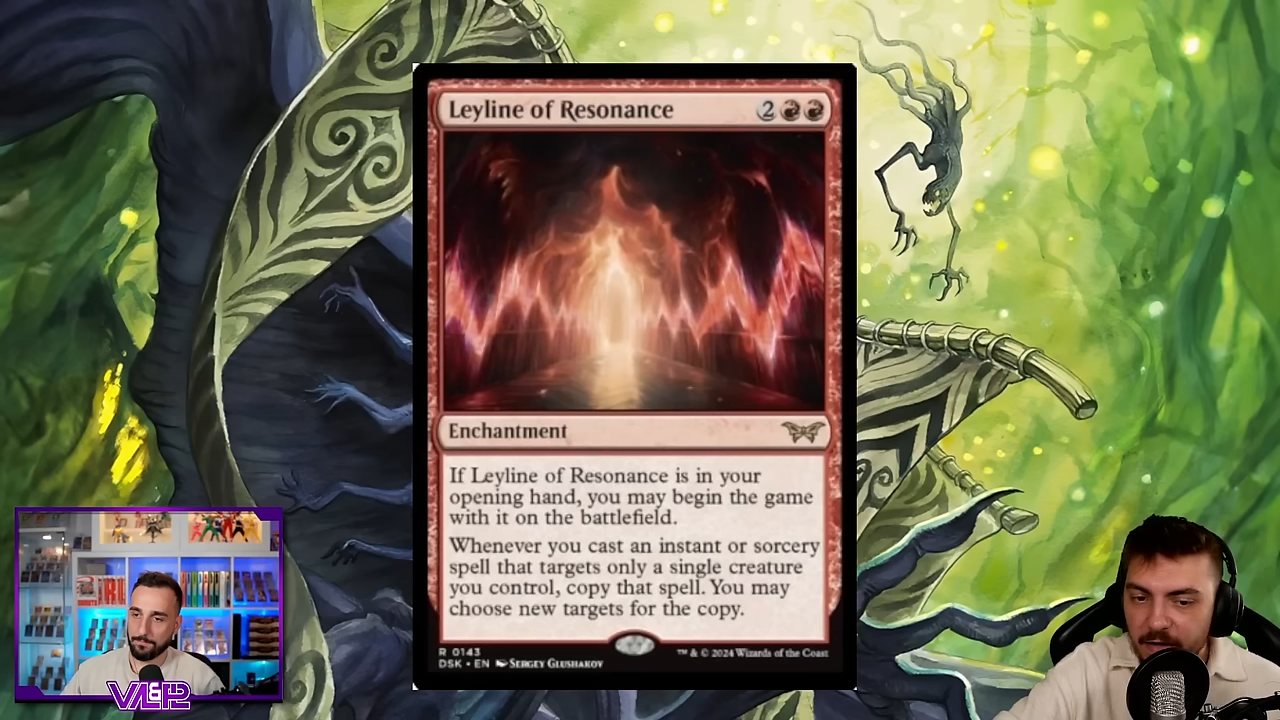 Leyline of Resonance 2
Enchantment
If Leyline of Resonance is in your
opening hand, you may begin the game
with it on the battlefield.
Whenever you cast an instant or sorcery
spell that targets only a single creature
you control, copy that spell. You may
choose new targets for the copy.
R 0143
DSK • EN Sergey Glushakov
™ & © 2024 Wizards of the Coast